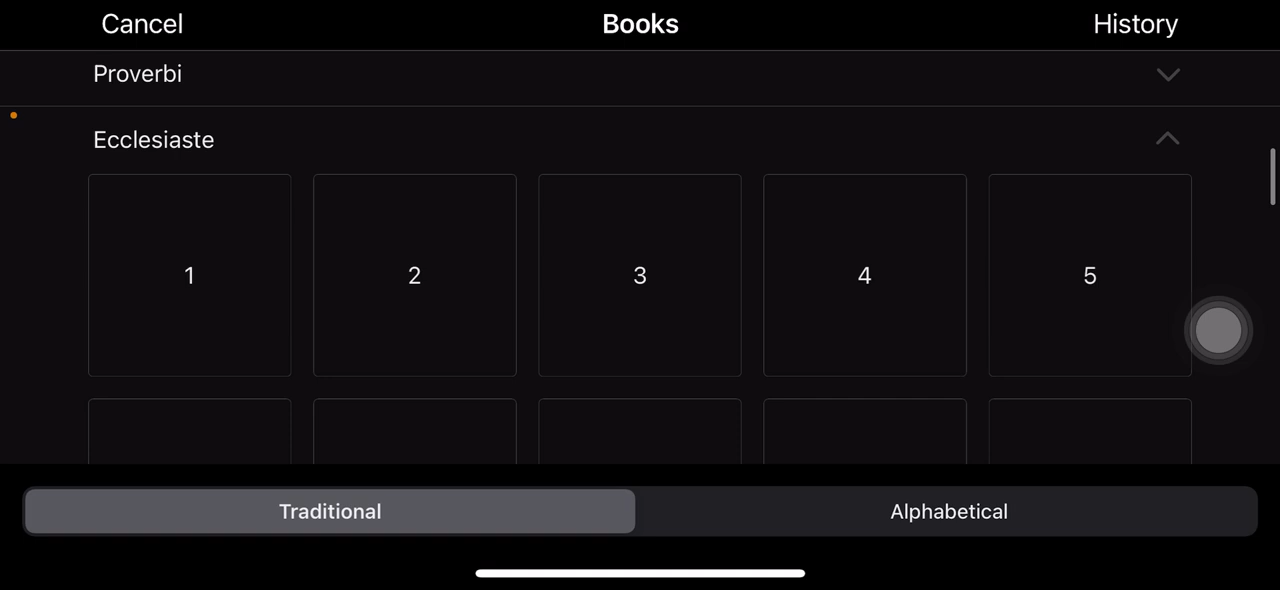 Cancel Books History
Proverbi
Ecclesiaste
1 2 3 4 5
Traditional Alphabetical